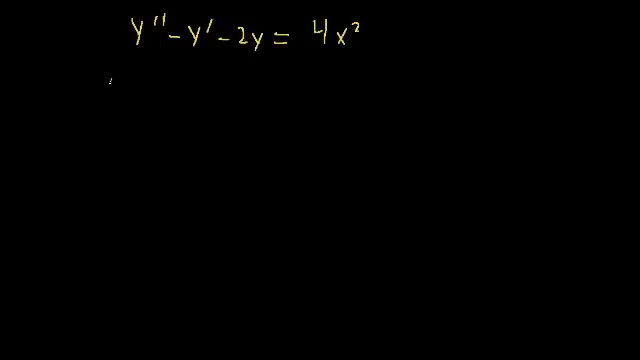 y'' - y' - 2y = 4x²